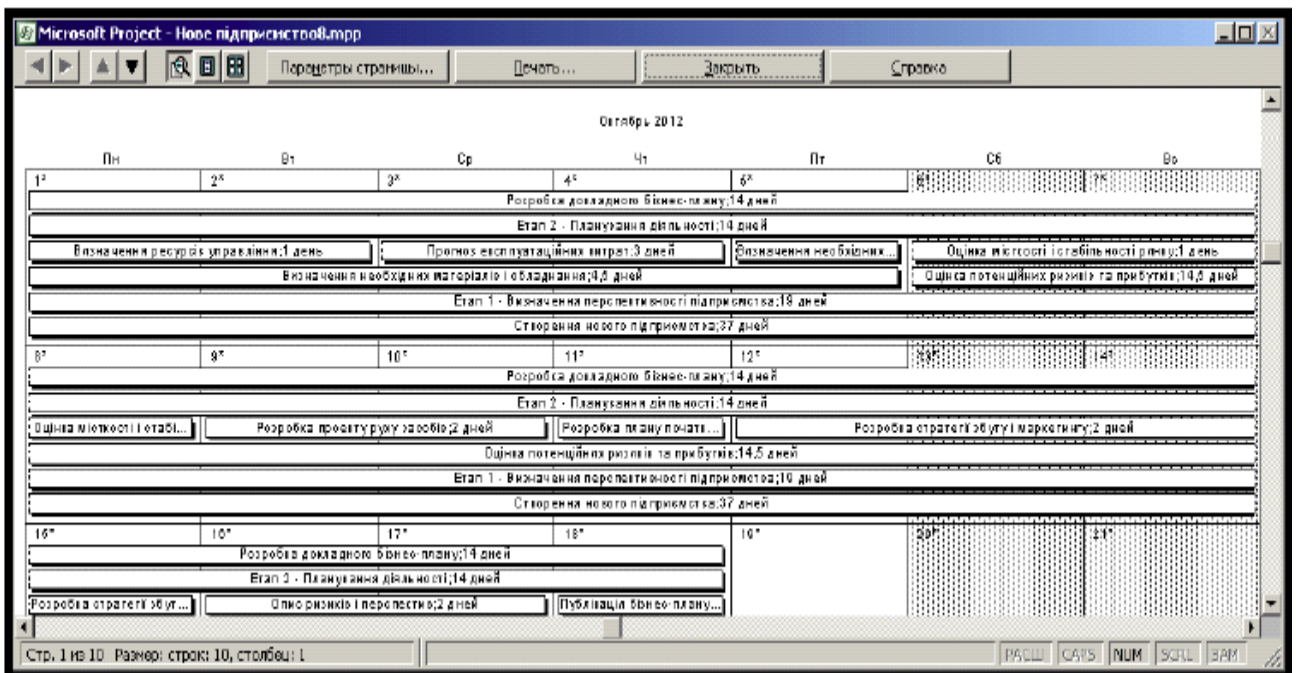 Microsoft Project - Нове підприємство8.mpp
Параметры страницы... Печать... Закрыть Справка
Октябрь 2012
Пн Вт Ср Чт Пт Сб Во
1 2 3 4 5 6 7
Розробка докладного бізнес-плану;14 дней
Етап 2 - Планування діяльності;14 дней
Визначення ресурсів управління;1 день Прогноз експлуатаційних витрат;3 дней Визначення необхідних... Оцінка місткості і стабільності ринку;1 день
Визначення необхідних матеріалів і обладнання;4,5 дней Оцінка потенційних ризиків та прибутків;14,5 дней
Етап 1 - Визначення перспективності підприємства;19 дней
Створення нового підприємства;37 дней
8 9 10 11 12 13 14
Розробка докладного бізнес-плану;14 дней
Етап 2 - Планування діяльності;14 дней
Оцінка місткості і стабі... Розробка проекту руху засобів;2 дней Розробка плану початк... Розробка стратегії збуту і маркетингу;2 дней
Оцінка потенційних ризиків та прибутків;14,5 дней
Етап 1 - Визначення перспективності підприємства;19 дней
Створення нового підприємства;37 дней
15 16 17 18 19 20 21
Розробка докладного бізнес-плану;14 дней
Етап 2 - Планування діяльності;14 дней
Розробка стратегії збут... Опис ризиків і перспектив;2 дней Публікація бізнес-плану...
Стр. 1 из 10 Размер: строк: 10, столбец: 1 РАСШ CAPS NUM SCRL ЗАМ